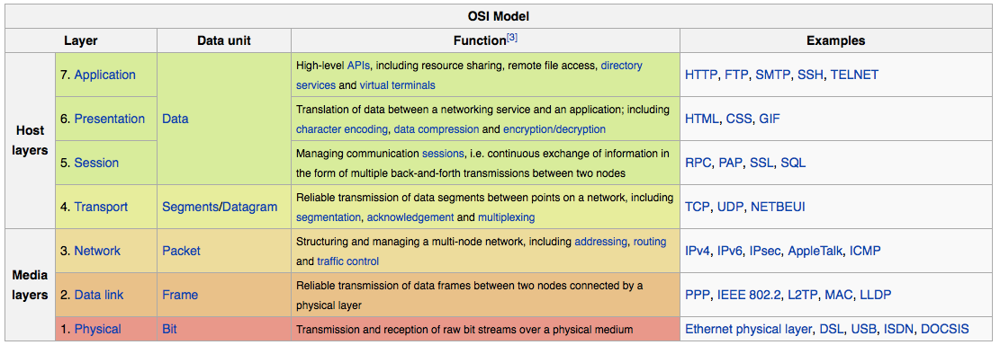 OSI Model
Layer Data unit Function[3] Examples
Host layers
7. Application
Data
High-level APIs, including resource sharing, remote file access, directory
services and virtual terminals
HTTP, FTP, SMTP, SSH, TELNET
6. Presentation
Translation of data between a networking service and an application; including
character encoding, data compression and encryption/decryption
HTML, CSS, GIF
5. Session
Managing communication sessions, i.e. continuous exchange of information in
the form of multiple back-and-forth transmissions between two nodes
RPC, PAP, SSL, SQL
4. Transport
Segments/Datagram
Reliable transmission of data segments between points on a network, including
segmentation, acknowledgement and multiplexing
TCP, UDP, NETBEUI
Media layers
3. Network
Packet
Structuring and managing a multi-node network, including addressing, routing
and traffic control
IPv4, IPv6, IPsec, AppleTalk, ICMP
2. Data link
Frame
Reliable transmission of data frames between two nodes connected by a
physical layer
PPP, IEEE 802.2, L2TP, MAC, LLDP
1. Physical
Bit
Transmission and reception of raw bit streams over a physical medium
Ethernet physical layer, DSL, USB, ISDN, DOCSIS